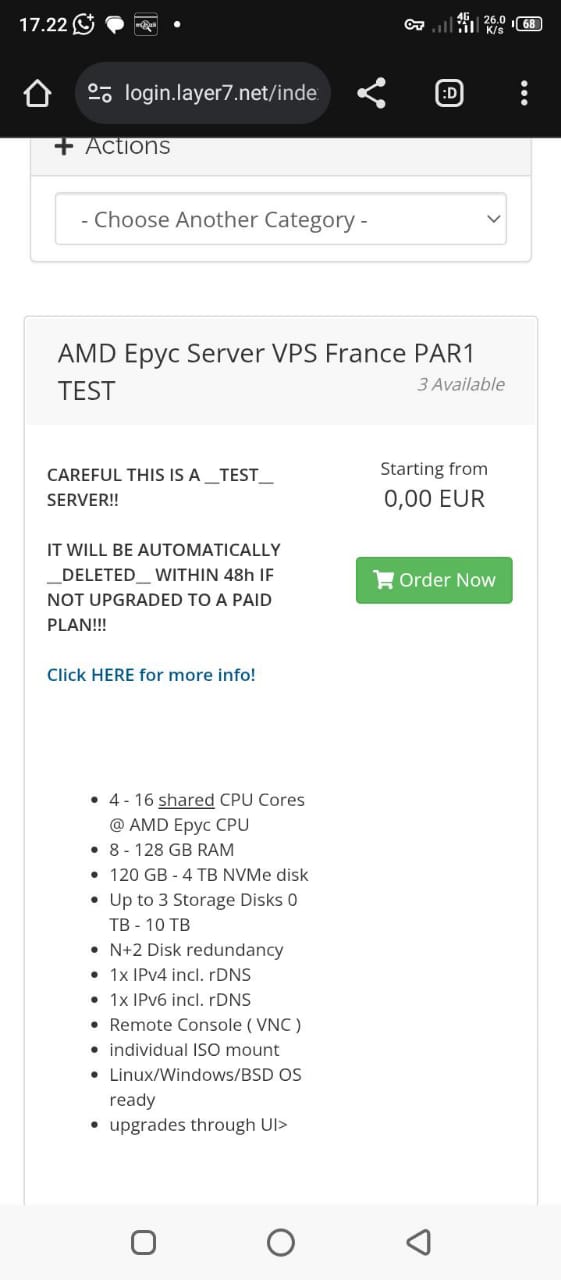 17.22
4G
26.0
K/s
68
login.layer7.net/inde
:D
+ Actions
- Choose Another Category -
AMD Epyc Server VPS France PAR1
TEST
3 Available
CAREFUL THIS IS A __TEST__
SERVER!!
Starting from
0,00 EUR
IT WILL BE AUTOMATICALLY
__DELETED__ WITHIN 48h IF
NOT UPGRADED TO A PAID
PLAN!!!
Order Now
Click HERE for more info!
• 4 - 16 shared CPU Cores
@ AMD Epyc CPU
• 8 - 128 GB RAM
• 120 GB - 4 TB NVMe disk
• Up to 3 Storage Disks 0
TB - 10 TB
• N+2 Disk redundancy
• 1x IPv4 incl. rDNS
• 1x IPv6 incl. rDNS
• Remote Console ( VNC )
• individual ISO mount
• Linux/Windows/BSD OS
ready
• upgrades through UI>